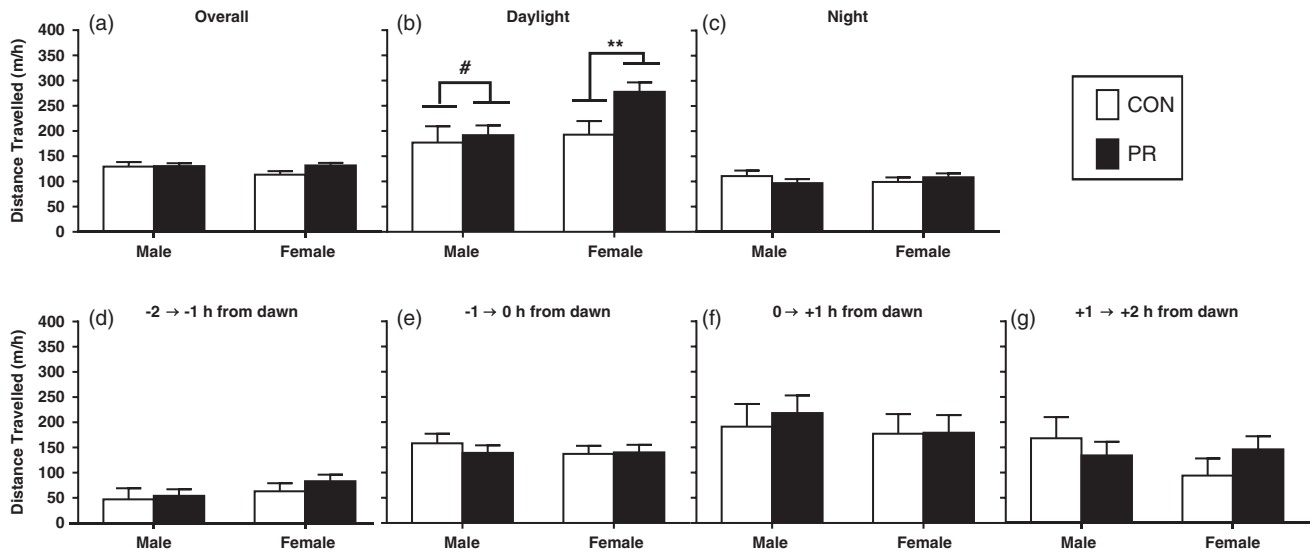 (a) Overall
(b) Daylight
(c) Night
Distance Travelled (m/h)
400
350
300
250
200
150
100
50
0
#
**
CON
PR
Male Female
Male Female
Male Female
(d) -2 → -1 h from dawn
(e) -1 → 0 h from dawn
(f) 0 → +1 h from dawn
(g) +1 → +2 h from dawn
Distance Travelled (m/h)
400
350
300
250
200
150
100
50
0
Male Female
Male Female
Male Female
Male Female